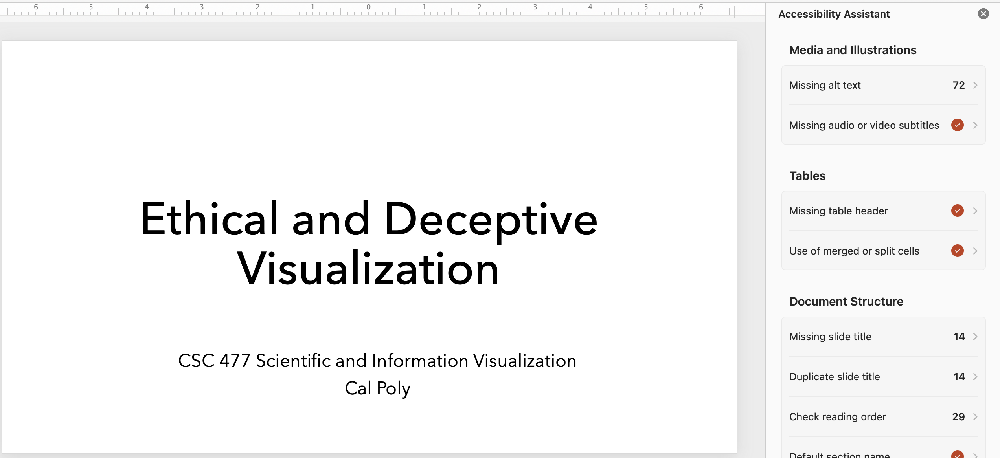 6 5 4 3 2 1 0 1 2 3 4 5 6
Ethical and Deceptive
Visualization
CSC 477 Scientific and Information Visualization
Cal Poly
Accessibility Assistant
Media and Illustrations
Missing alt text 72
Missing audio or video subtitles
Tables
Missing table header
Use of merged or split cells
Document Structure
Missing slide title 14
Duplicate slide title 14
Check reading order 29
Default section name